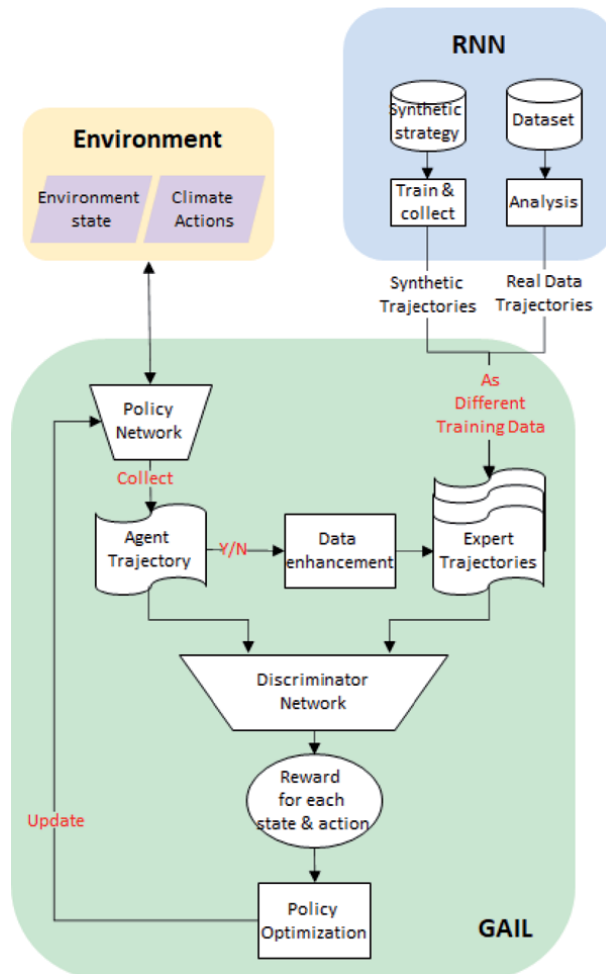 RNN
Synthetic
strategy
Dataset
Train &
collect
Analysis
Environment
Environment
state
Climate
Actions
Synthetic
Trajectories
Real Data
Trajectories
As
Different
Training Data
Policy
Network
Collect
Agent
Trajectory
Y/N
Data
enhancement
Expert
Trajectories
Discriminator
Network
Reward
for each
state & action
Update
Policy
Optimization
GAIL